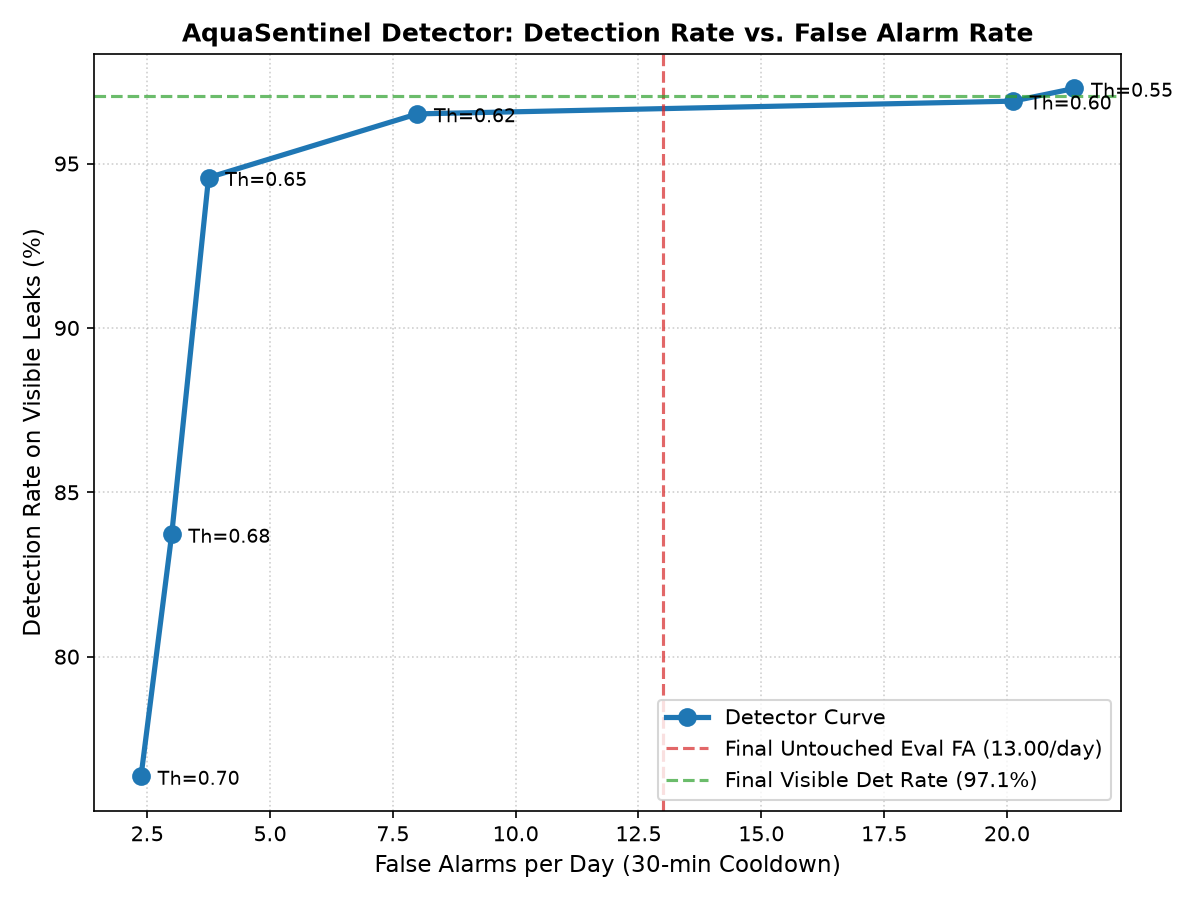 AquaSentinel Detector: Detection Rate vs. False Alarm Rate
Th=0.55
Th=0.60
Th=0.62
95
Th=0.65
90
Detection Rate on Visible Leaks (%)
85
Th=0.68
80
Th=0.70
Detector Curve
Final Untouched Eval FA (13.00/day)
Final Visible Det Rate (97.1%)
2.5 5.0 7.5 10.0 12.5 15.0 17.5 20.0
False Alarms per Day (30-min Cooldown)